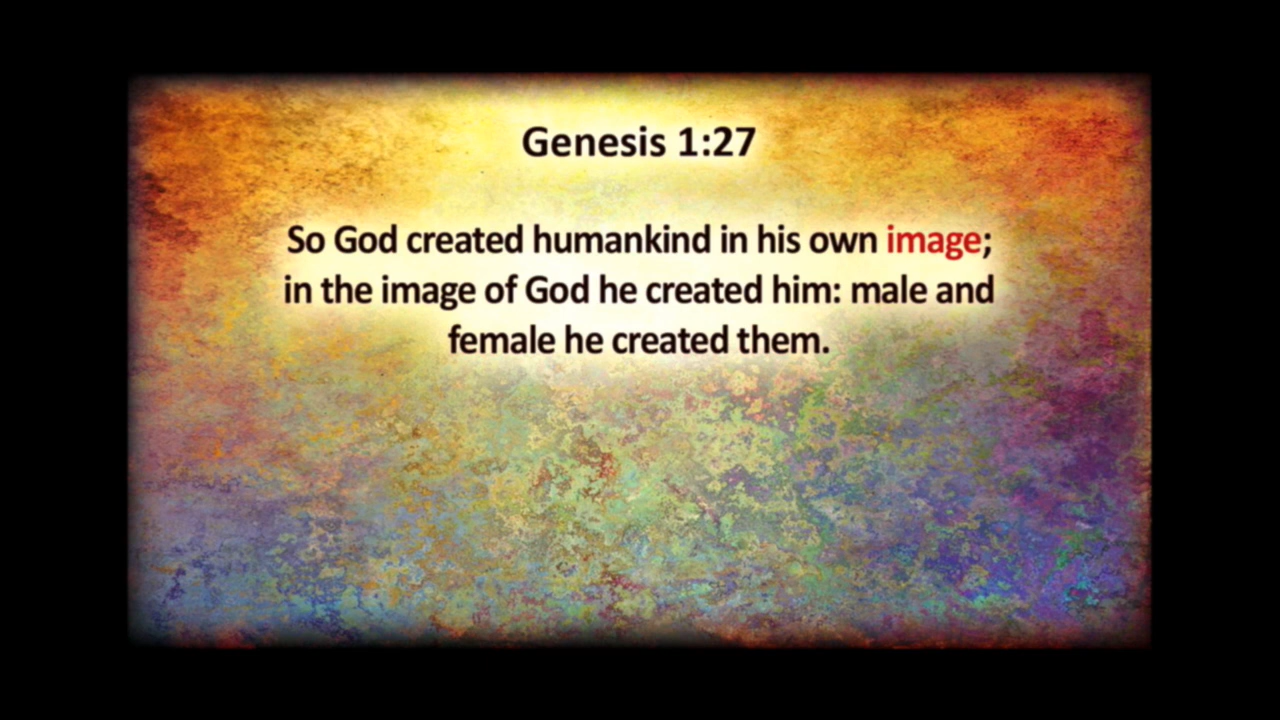 Genesis 1:27
So God created humankind in his own image;
in the image of God he created him: male and
female he created them.